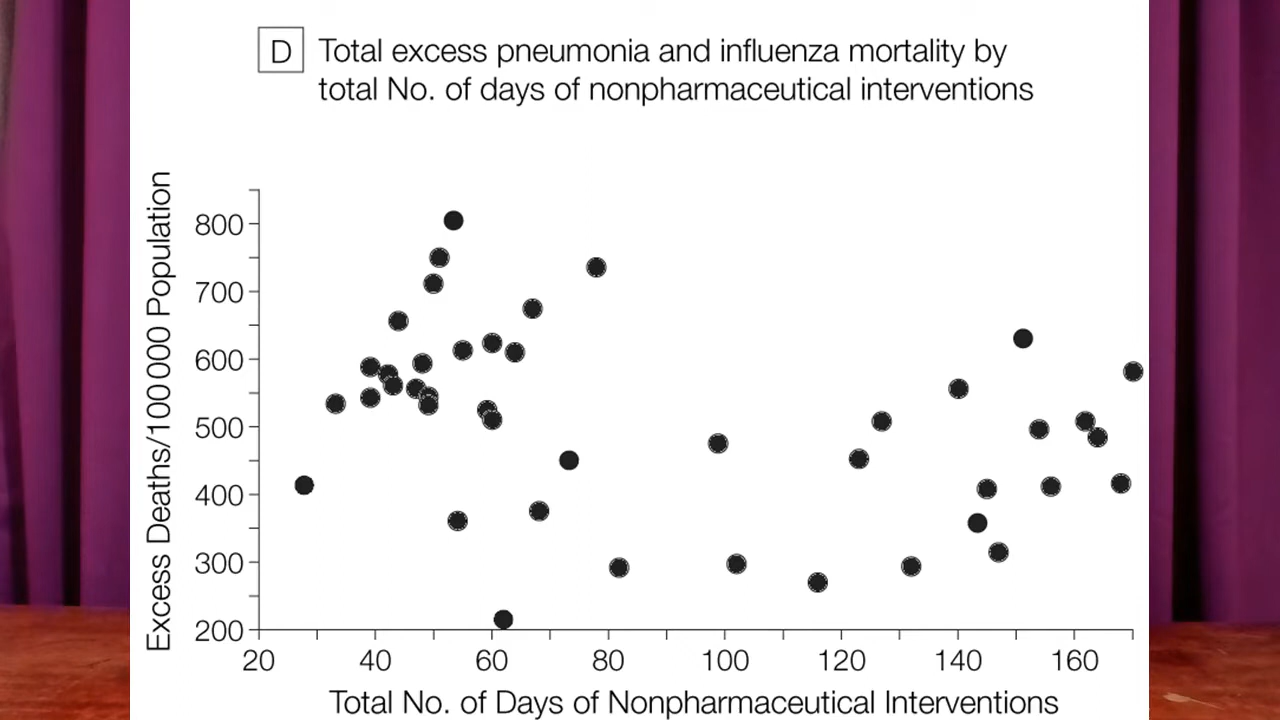 D Total excess pneumonia and influenza mortality by
total No. of days of nonpharmaceutical interventions
Excess Deaths/100 000 Population
800
700
600
500
400
300
200
20 40 60 80 100 120 140 160
Total No. of Days of Nonpharmaceutical Interventions